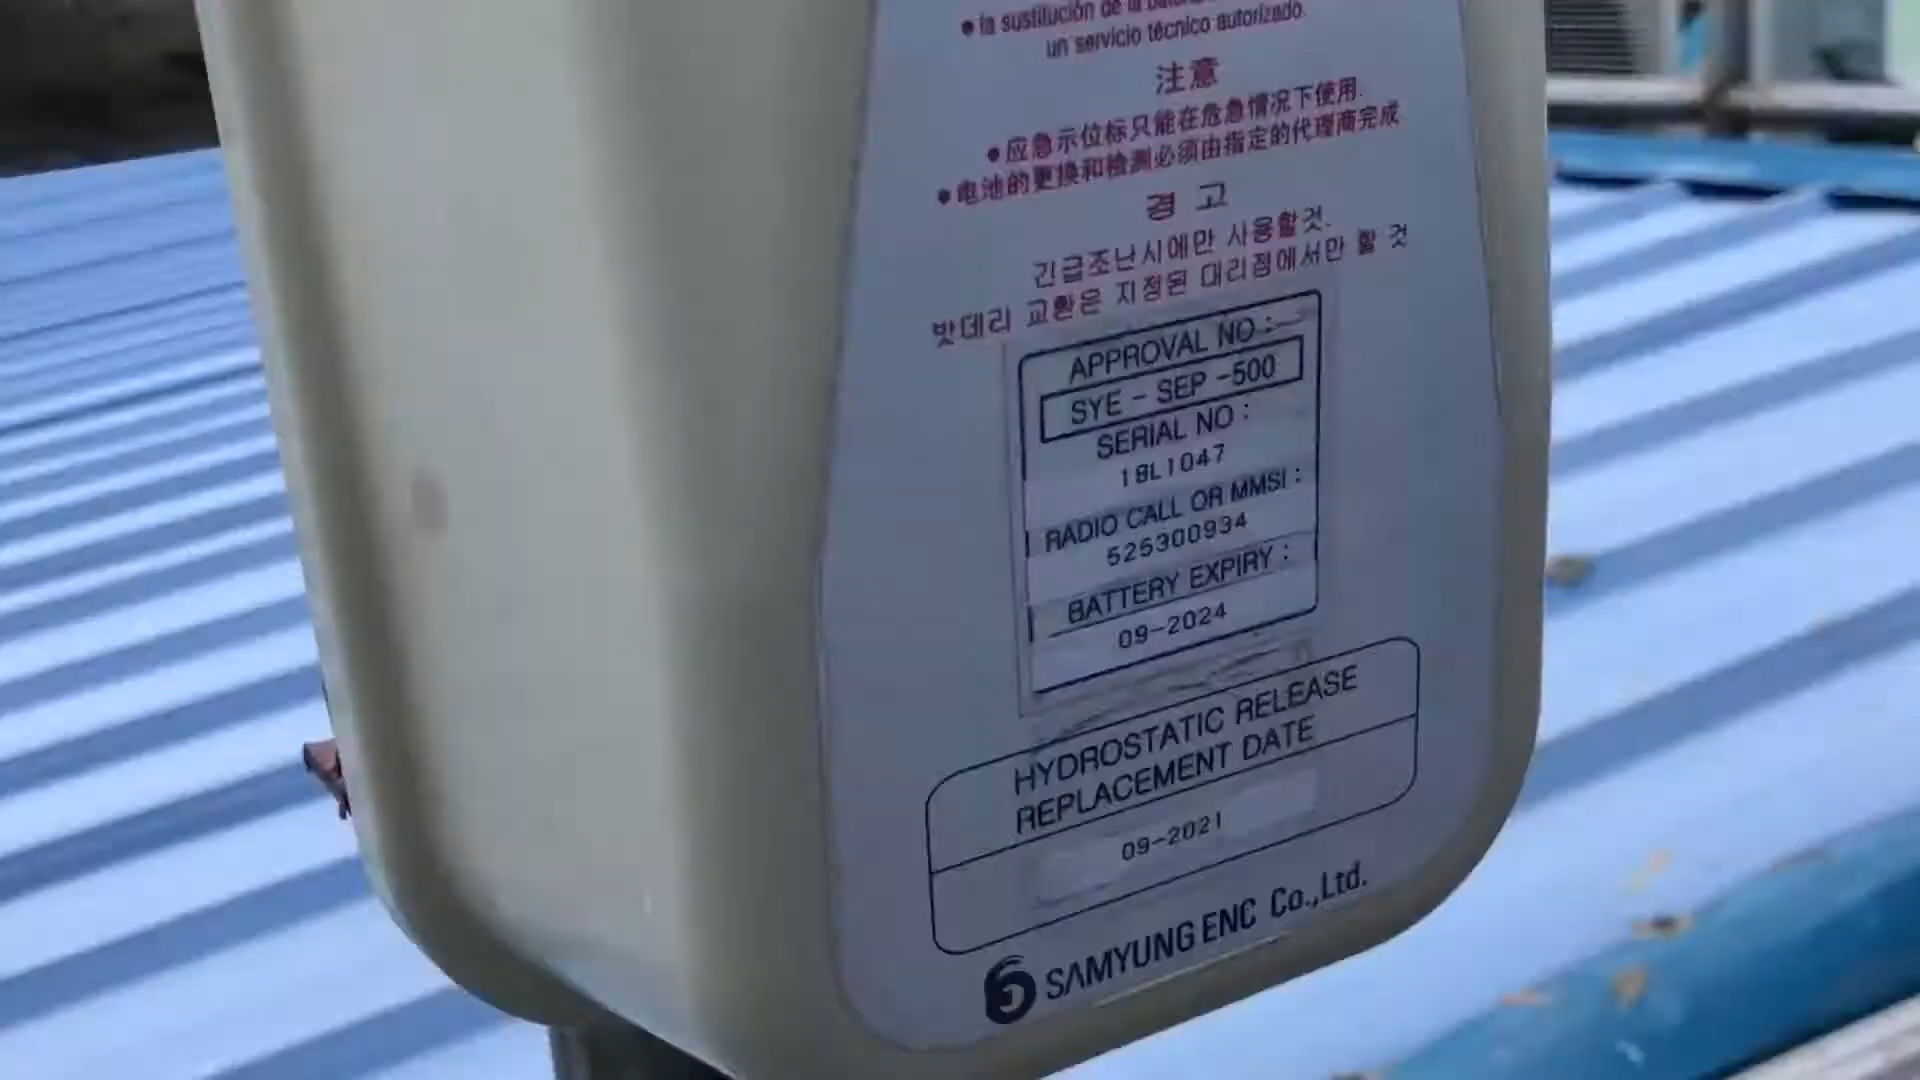 ● la sustitución de la
un servicio técnico autorizado.
注意
● 应急示位标只能在危急情况下使用.
● 电池的更换和检测必须由指定的代理商完成
경 고
긴급조난시에만 사용할것.
밧데리 교환은 지정된 대리점에서만 할 것
APPROVAL NO :
SYE - SEP -500
SERIAL NO :
18L1047
RADIO CALL OR MMSI :
525300934
BATTERY EXPIRY :
09-2024
HYDROSTATIC RELEASE
REPLACEMENT DATE
09-2021
SAMYUNG ENC Co.,Ltd.